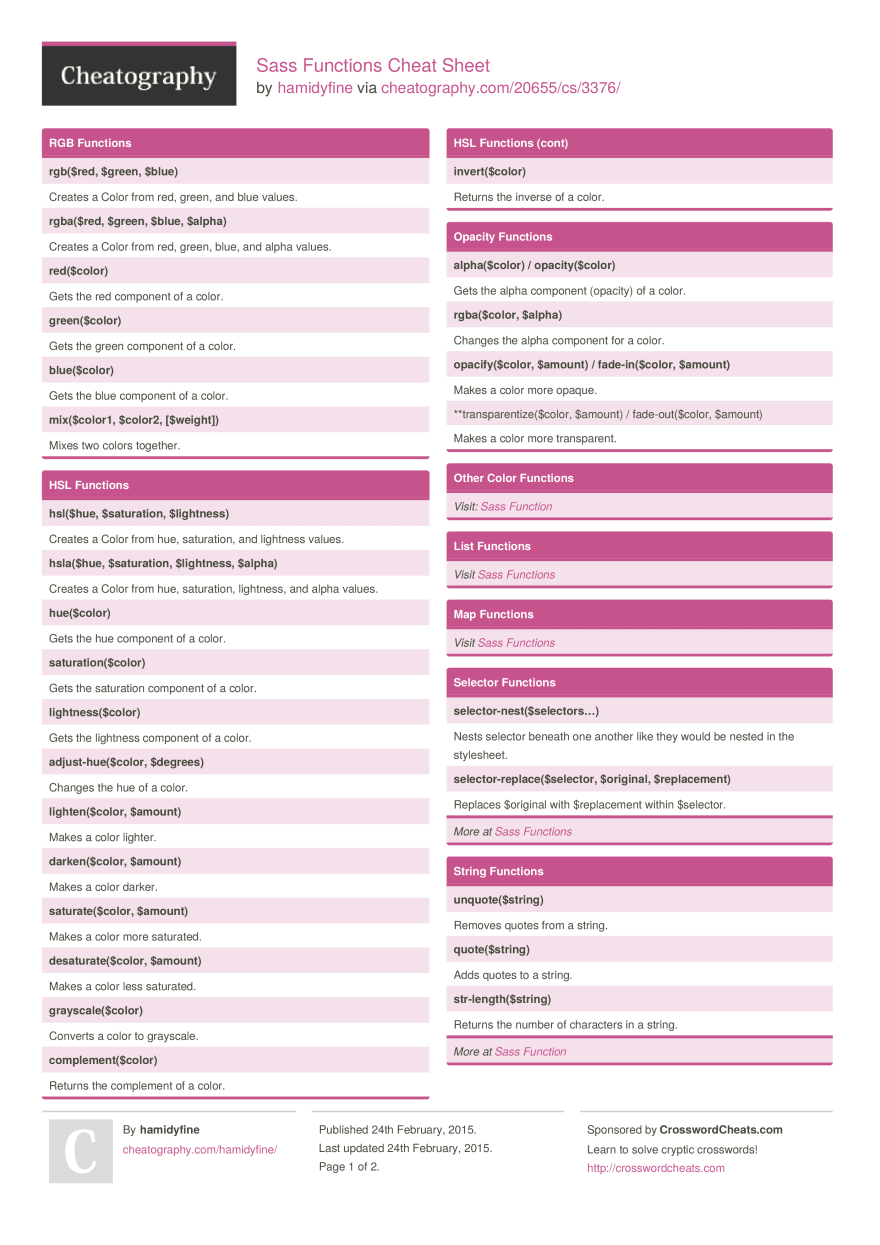 Cheatography
Sass Functions Cheat Sheet
by hamidyfine via cheatography.com/20655/cs/3376/
RGB Functions
rgb($red, $green, $blue)
Creates a Color from red, green, and blue values.
rgba($red, $green, $blue, $alpha)
Creates a Color from red, green, blue, and alpha values.
red($color)
Gets the red component of a color.
green($color)
Gets the green component of a color.
blue($color)
Gets the blue component of a color.
mix($color1, $color2, [$weight])
Mixes two colors together.
HSL Functions
hsl($hue, $saturation, $lightness)
Creates a Color from hue, saturation, and lightness values.
hsla($hue, $saturation, $lightness, $alpha)
Creates a Color from hue, saturation, lightness, and alpha values.
hue($color)
Gets the hue component of a color.
saturation($color)
Gets the saturation component of a color.
lightness($color)
Gets the lightness component of a color.
adjust-hue($color, $degrees)
Changes the hue of a color.
lighten($color, $amount)
Makes a color lighter.
darken($color, $amount)
Makes a color darker.
saturate($color, $amount)
Makes a color more saturated.
desaturate($color, $amount)
Makes a color less saturated.
grayscale($color)
Converts a color to grayscale.
complement($color)
Returns the complement of a color.
HSL Functions (cont)
invert($color)
Returns the inverse of a color.
Opacity Functions
alpha($color) / opacity($color)
Gets the alpha component (opacity) of a color.
rgba($color, $alpha)
Changes the alpha component for a color.
opacify($color, $amount) / fade-in($color, $amount)
Makes a color more opaque.
**transparentize($color, $amount) / fade-out($color, $amount)
Makes a color more transparent.
Other Color Functions
Visit: Sass Function
List Functions
Visit Sass Functions
Map Functions
Visit Sass Functions
Selector Functions
selector-nest($selectors…)
Nests selector beneath one another like they would be nested in the
stylesheet.
selector-replace($selector, $original, $replacement)
Replaces $original with $replacement within $selector.
More at Sass Functions
String Functions
unquote($string)
Removes quotes from a string.
quote($string)
Adds quotes to a string.
str-length($string)
Returns the number of characters in a string.
More at Sass Function
C
By hamidyfine
cheatography.com/hamidyfine/
Published 24th February, 2015.
Last updated 24th February, 2015.
Page 1 of 2.
Sponsored by CrosswordCheats.com
Learn to solve cryptic crosswords!
http://crosswordcheats.com